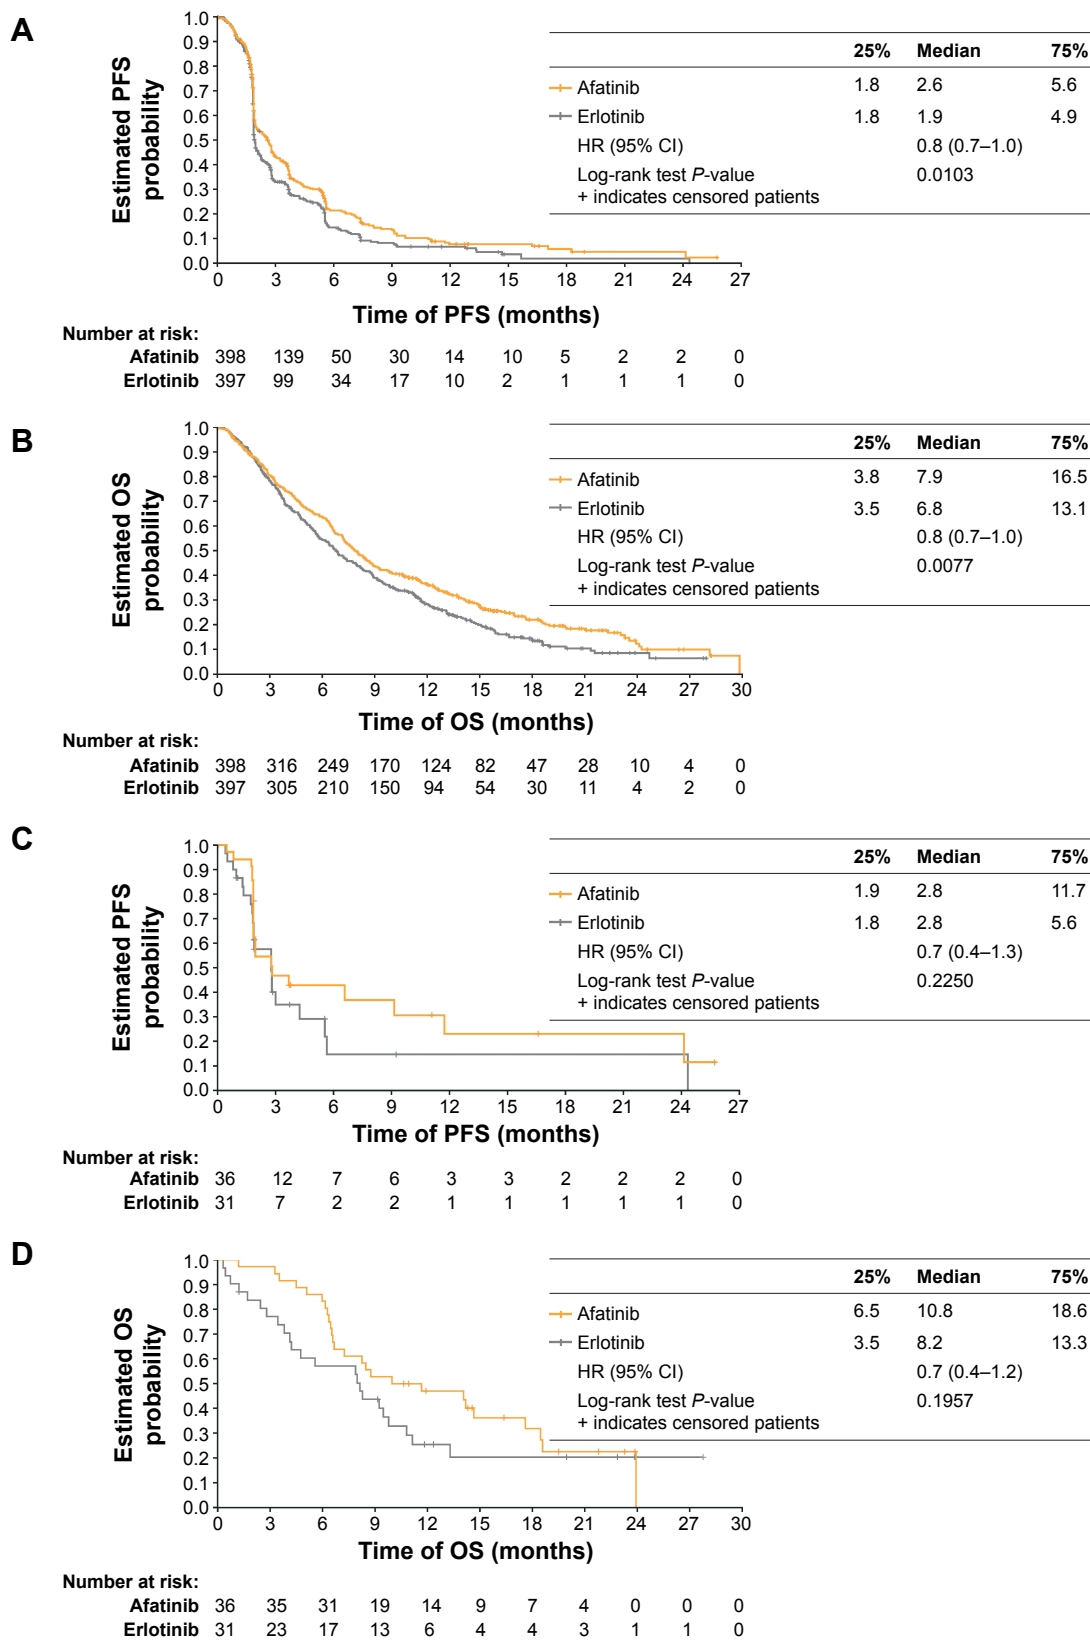 A
Estimated PFS
probability
1.0
0.9
0.8
0.7
0.6
0.5
0.4
0.3
0.2
0.1
0.0
0 3 6 9 12 15 18 21 24 27
Time of PFS (months)
25% Median 75%
Afatinib 1.8 2.6 5.6
Erlotinib 1.8 1.9 4.9
HR (95% CI) 0.8 (0.7–1.0)
Log-rank test P-value 0.0103
+ indicates censored patients
Number at risk:
Afatinib 398 139 50 30 14 10 5 2 2 0
Erlotinib 397 99 34 17 10 2 1 1 1 0
B
Estimated OS
probability
1.0
0.9
0.8
0.7
0.6
0.5
0.4
0.3
0.2
0.1
0.0
0 3 6 9 12 15 18 21 24 27 30
Time of OS (months)
25% Median 75%
Afatinib 3.8 7.9 16.5
Erlotinib 3.5 6.8 13.1
HR (95% CI) 0.8 (0.7–1.0)
Log-rank test P-value 0.0077
+ indicates censored patients
Number at risk:
Afatinib 398 316 249 170 124 82 47 28 10 4 0
Erlotinib 397 305 210 150 94 54 30 11 4 2 0
C
Estimated PFS
probability
1.0
0.9
0.8
0.7
0.6
0.5
0.4
0.3
0.2
0.1
0.0
0 3 6 9 12 15 18 21 24 27
Time of PFS (months)
25% Median 75%
Afatinib 1.9 2.8 11.7
Erlotinib 1.8 2.8 5.6
HR (95% CI) 0.7 (0.4–1.3)
Log-rank test P-value 0.2250
+ indicates censored patients
Number at risk:
Afatinib 36 12 7 6 3 3 2 2 2 0
Erlotinib 31 7 2 2 1 1 1 1 1 0
D
Estimated OS
probability
1.0
0.9
0.8
0.7
0.6
0.5
0.4
0.3
0.2
0.1
0.0
0 3 6 9 12 15 18 21 24 27 30
Time of OS (months)
25% Median 75%
Afatinib 6.5 10.8 18.6
Erlotinib 3.5 8.2 13.3
HR (95% CI) 0.7 (0.4–1.2)
Log-rank test P-value 0.1957
+ indicates censored patients
Number at risk:
Afatinib 36 35 31 19 14 9 7 4 0 0 0
Erlotinib 31 23 17 13 6 4 4 3 1 1 0